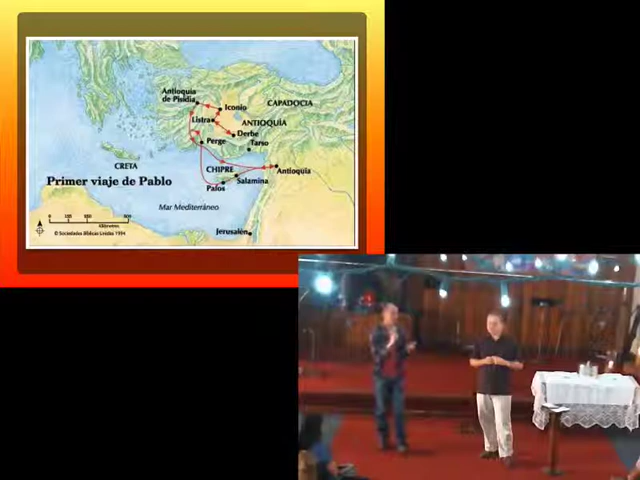 Antioquía
de Pisidia
Iconio
CAPADOCIA
Listra
ANTIOQUÍA
Derbe
Perge
Tarso
CRETA
CHIPRE
Antioquía
Primer viaje de Pablo
Salamina
Pafos
Mar Mediterráneo
Kilómetros
© Sociedades Bíblicas Unidas 1994
Jerusalén